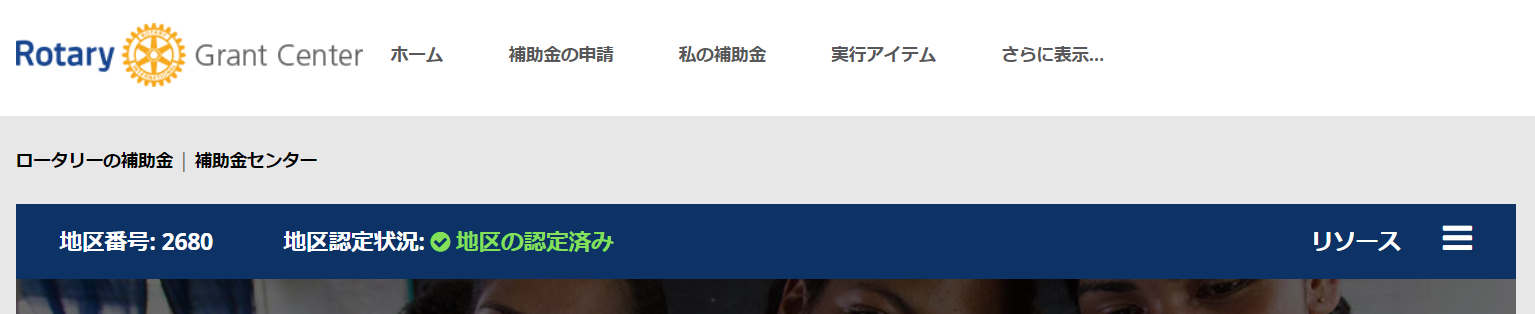 Rotary Grant Center ホーム 補助金の申請 私の補助金 実行アイテム さらに表示...
ロータリーの補助金 | 補助金センター
地区番号: 2680 地区認定状況: 地区の認定済み リソース